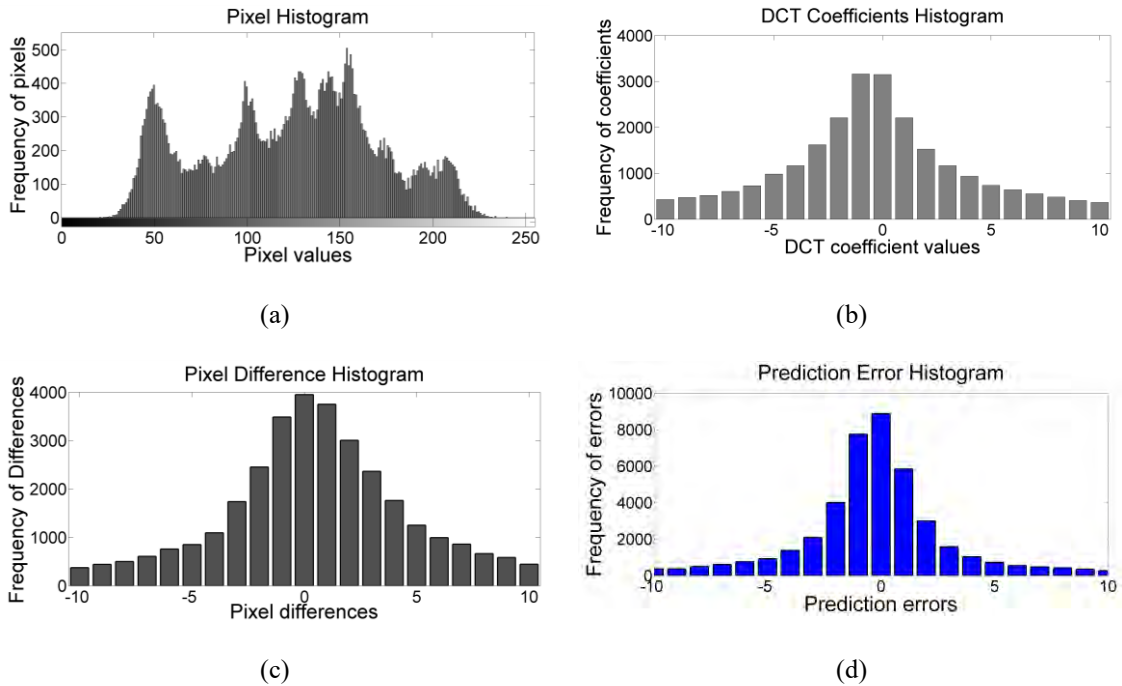 Pixel Histogram
Frequency of pixels
500
400
300
200
100
0
0 50 100 150 200 250
Pixel values
(a)
DCT Coefficients Histogram
Frequency of coefficients
4000
3000
2000
1000
0
-10 -5 0 5 10
DCT coefficient values
(b)
Pixel Difference Histogram
Frequency of Differences
4000
3000
2000
1000
0
-10 -5 0 5 10
Pixel differences
(c)
Prediction Error Histogram
Frequency of errors
10000
8000
6000
4000
2000
0
-10 -5 0 5 10
Prediction errors
(d)